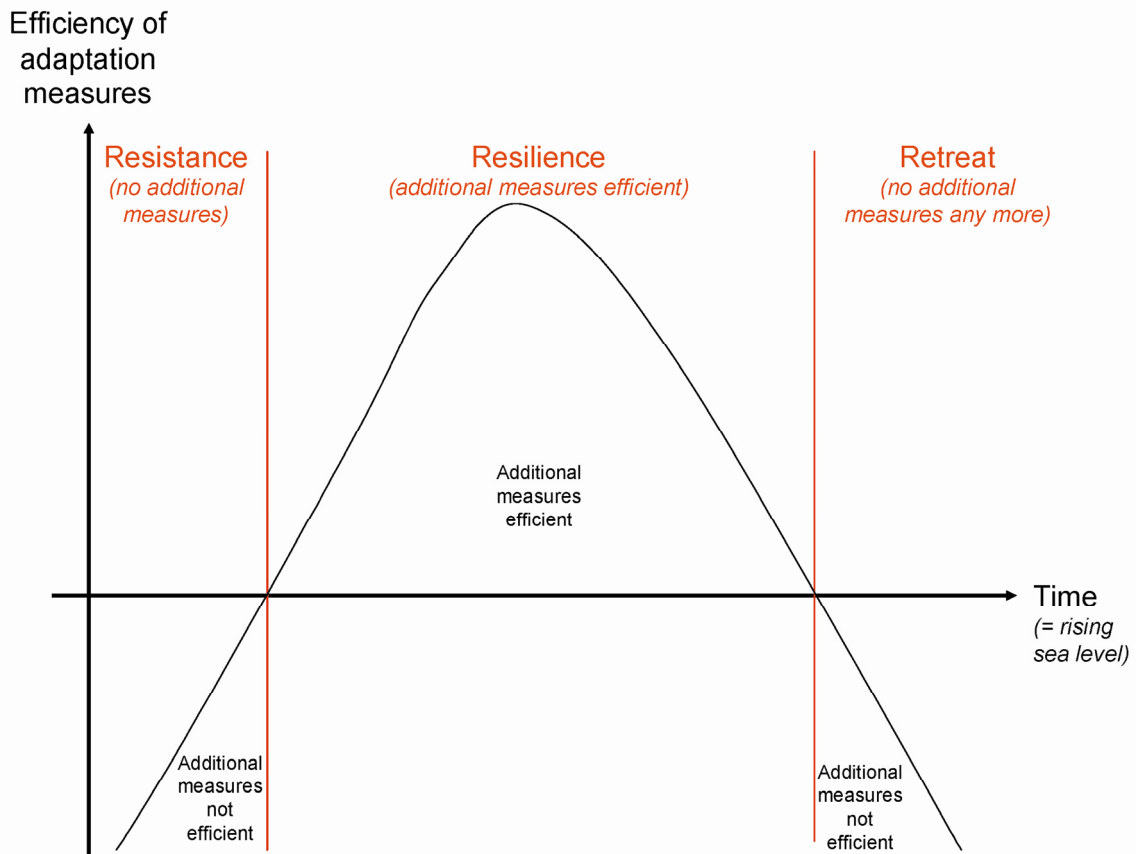 Efficiency of
adaptation
measures
Resistance
(no additional
measures)
Resilience
(additional measures efficient)
Retreat
(no additional
measures any more)
Additional
measures
efficient
Time
(= rising
sea level)
Additional
measures
not
efficient
Additional
measures
not
efficient